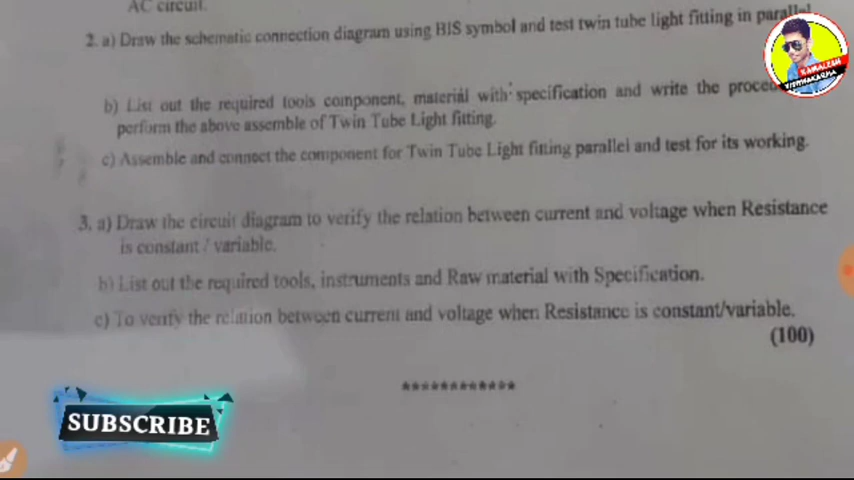 AC circuit.
2. a) Draw the schematic connection diagram using BIS symbol and test twin tube light fitting in parallel
b) List out the required tools component, material with specification and write the
perform the above assemble of Twin Tube Light fitting.
c) Assemble and connect the component for Twin Tube Light fitting parallel and test for its working.
3. a) Draw the circuit diagram to verify the relation between current and voltage when Resistance
is constant / variable.
b) List out the required tools, instruments and Raw material with Specification.
c) To verify the relation between current and voltage when Resistance is constant/variable.
(100)
************
SUBSCRIBE
KAMALESH
VISHWAKARMA